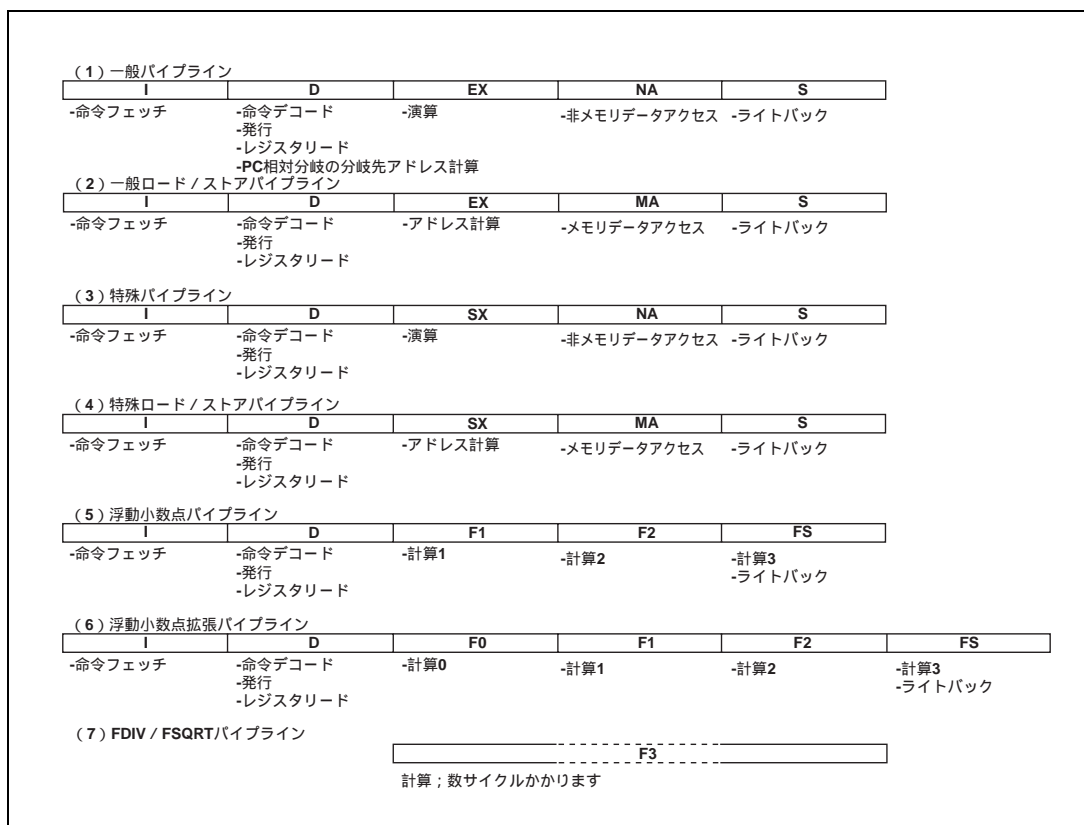 （1）一般パイプライン
I D EX NA S
-命令フェッチ -命令デコード -演算 -非メモリデータアクセス -ライトバック
-発行
-レジスタリード
-PC相対分岐の分岐先アドレス計算
（2）一般ロード／ストアパイプライン
I D EX MA S
-命令フェッチ -命令デコード -アドレス計算 -メモリデータアクセス -ライトバック
-発行
-レジスタリード
（3）特殊パイプライン
I D SX NA S
-命令フェッチ -命令デコード -演算 -非メモリデータアクセス -ライトバック
-発行
-レジスタリード
（4）特殊ロード／ストアパイプライン
I D SX MA S
-命令フェッチ -命令デコード -アドレス計算 -メモリデータアクセス -ライトバック
-発行
-レジスタリード
（5）浮動小数点パイプライン
I D F1 F2 FS
-命令フェッチ -命令デコード -計算1 -計算2 -計算3
-発行 -ライトバック
-レジスタリード
（6）浮動小数点拡張パイプライン
I D F0 F1 F2 FS
-命令フェッチ -命令デコード -計算0 -計算1 -計算2 -計算3
-発行 -ライトバック
-レジスタリード
（7）FDIV／FSQRTパイプライン
F3
計算；数サイクルかかります